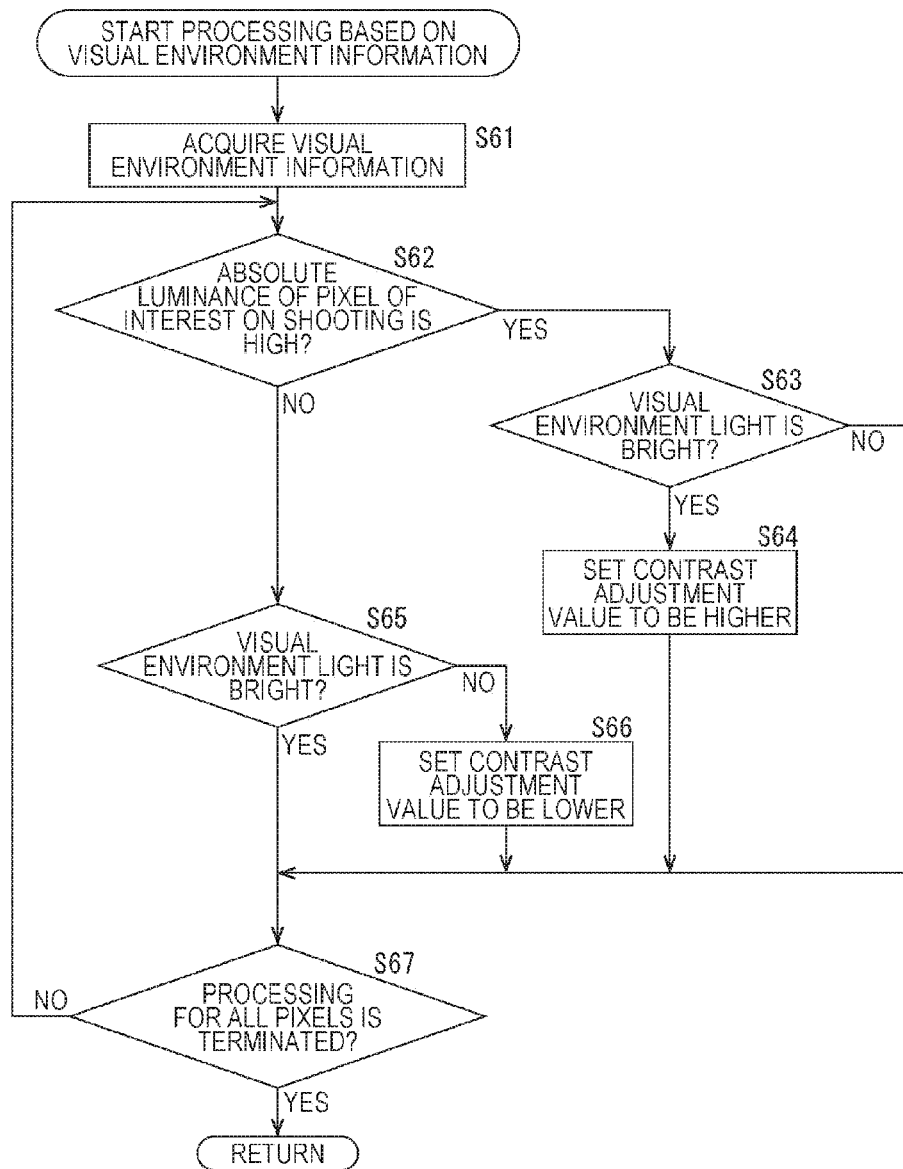 START PROCESSING BASED ON
VISUAL ENVIRONMENT INFORMATION
S61
ACQUIRE VISUAL
ENVIRONMENT INFORMATION
S62
ABSOLUTE
LUMINANCE OF PIXEL OF
INTEREST ON SHOOTING IS
HIGH?
YES
NO
S63
VISUAL
ENVIRONMENT LIGHT IS
BRIGHT?
NO
YES
S64
SET CONTRAST
ADJUSTMENT
VALUE TO BE HIGHER
S65
VISUAL
ENVIRONMENT LIGHT IS
BRIGHT?
NO
YES
S66
SET CONTRAST
ADJUSTMENT
VALUE TO BE LOWER
S67
PROCESSING
FOR ALL PIXELS IS
TERMINATED?
NO
YES
RETURN